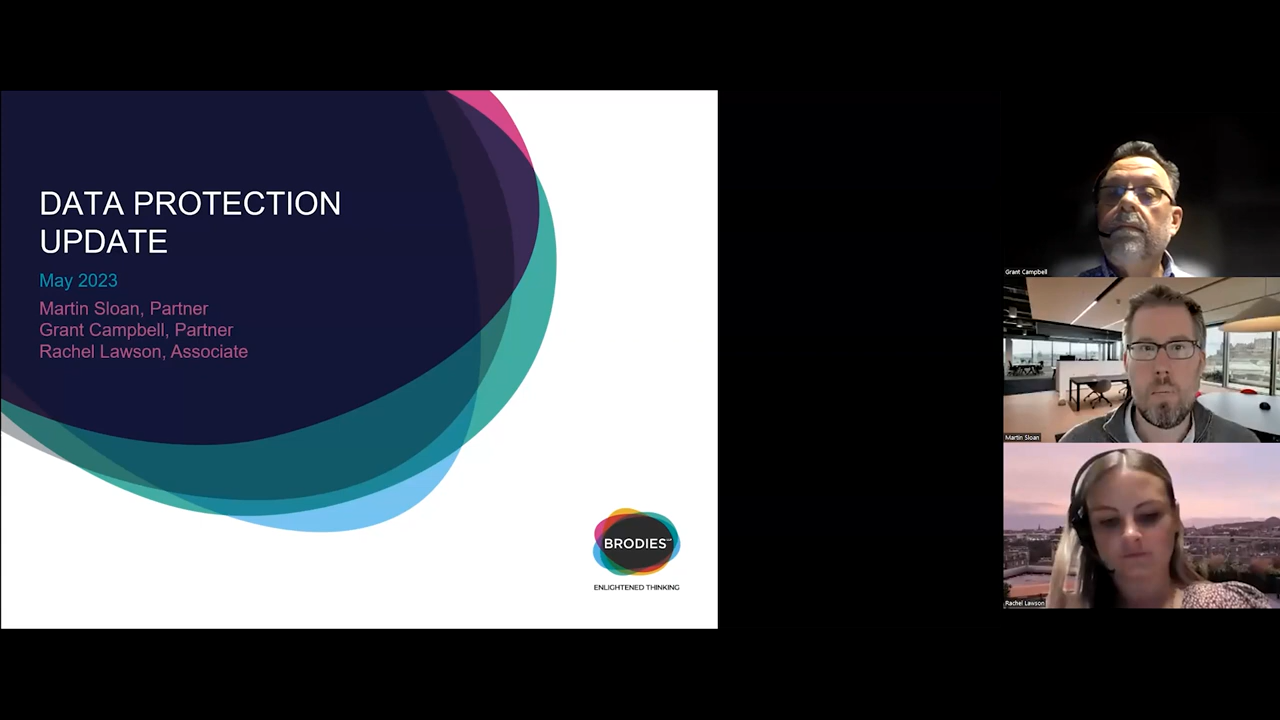 DATA PROTECTION
UPDATE
May 2023
Martin Sloan, Partner
Grant Campbell, Partner
Rachel Lawson, Associate
BRODIES LLP
ENLIGHTENED THINKING
Grant Campbell
Martin Sloan
Rachel Lawson